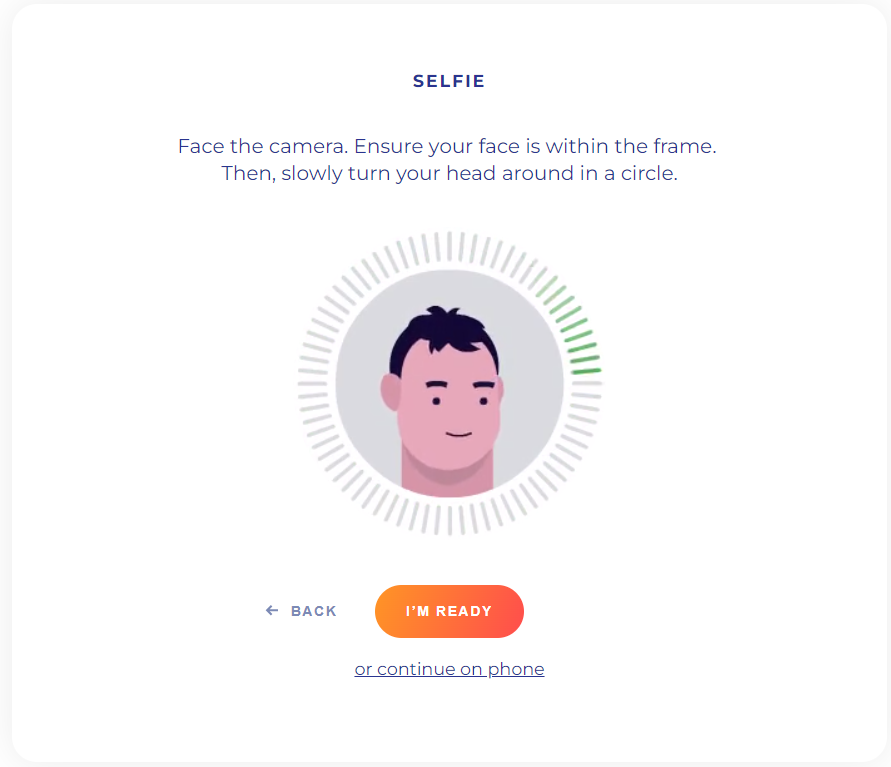 SELFIE
Face the camera. Ensure your face is within the frame.
Then, slowly turn your head around in a circle.
← BACK
I'M READY
or continue on phone